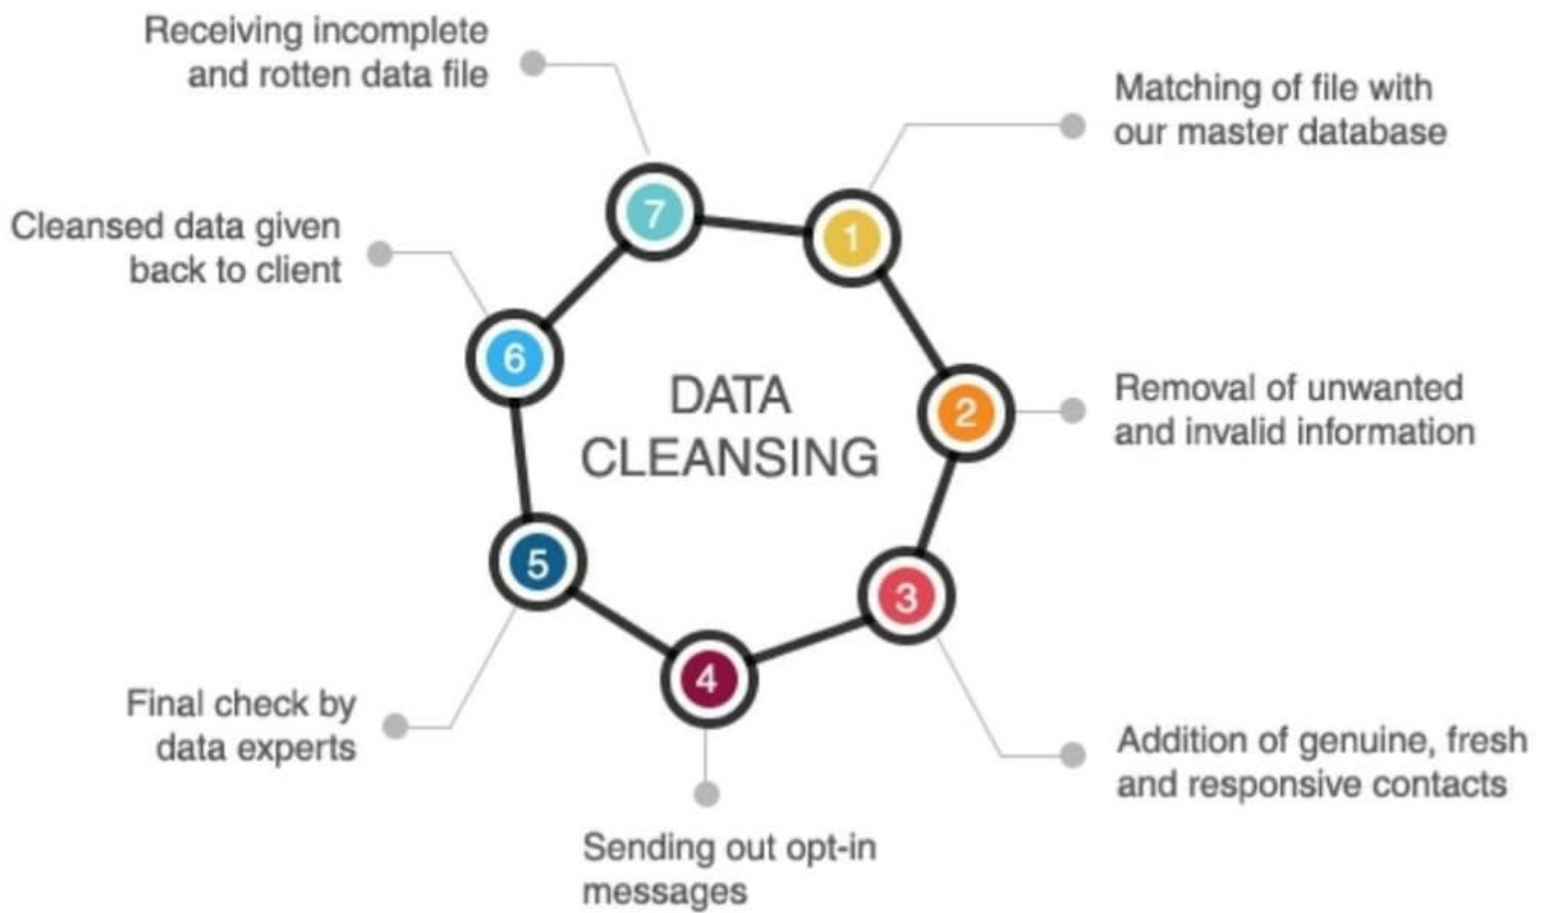 Receiving incomplete
and rotten data file
Matching of file with
our master database
Cleansed data given
back to client
7
1
6
DATA
CLEANSING
2
Removal of unwanted
and invalid information
5
3
4
Final check by
data experts
Addition of genuine, fresh
and responsive contacts
Sending out opt-in
messages